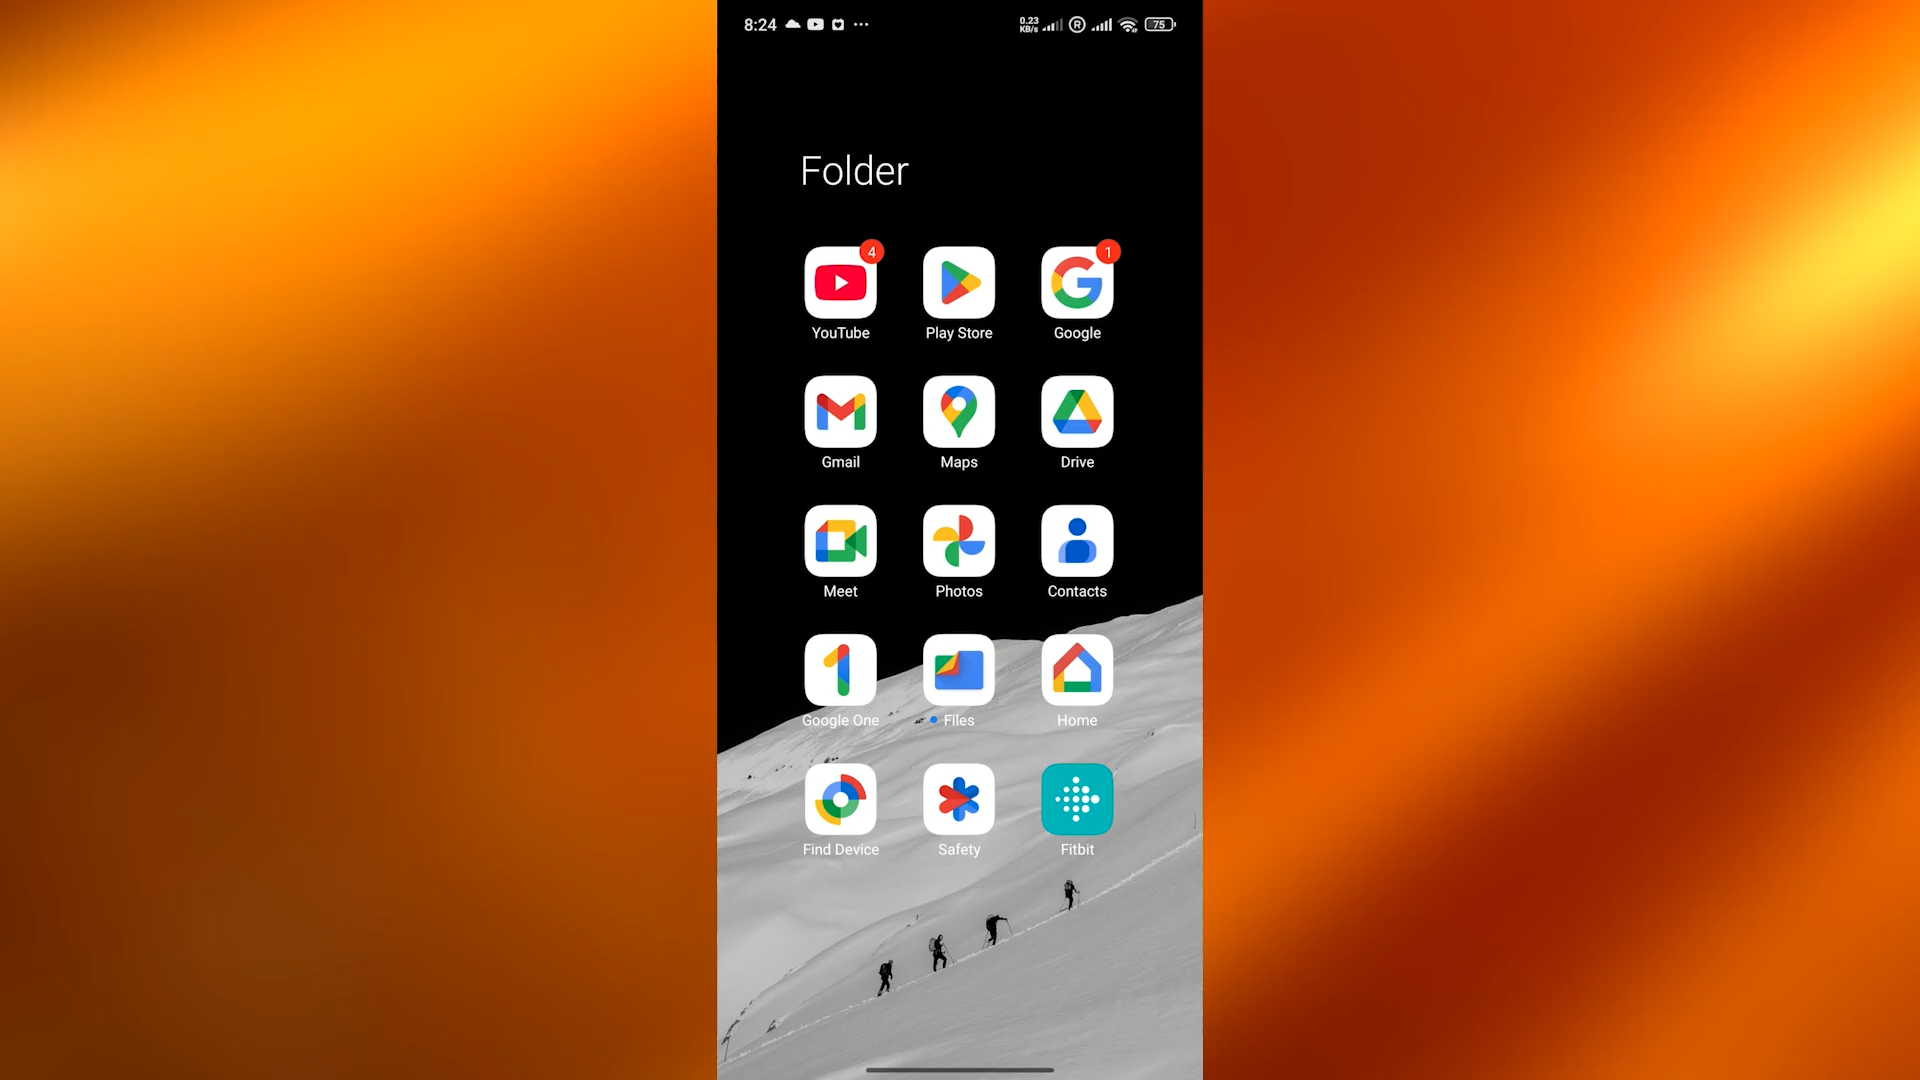 8:24
0.23
KB/s
R
75
Folder
4
1
YouTube
Play Store
Google
Gmail
Maps
Drive
Meet
Photos
Contacts
Google One
Files
Home
Find Device
Safety
Fitbit